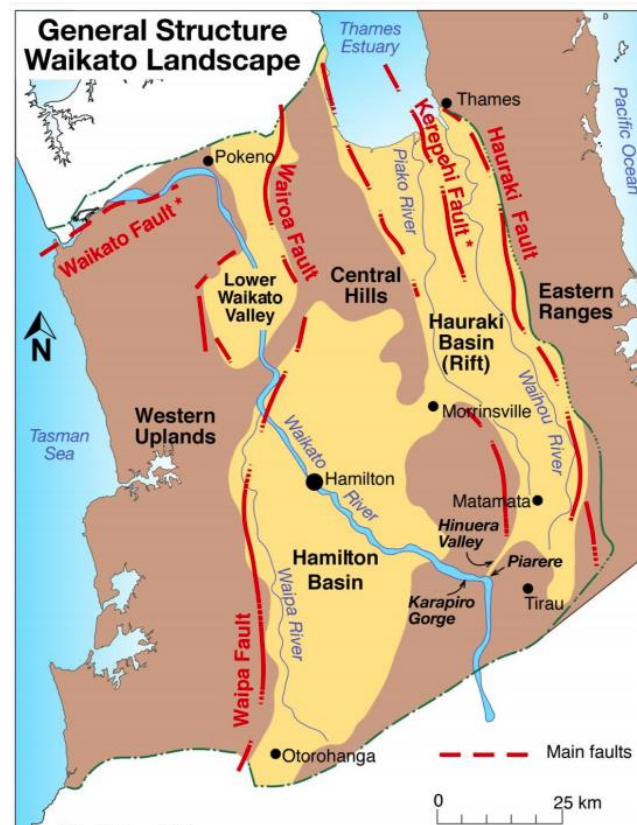 General Structure
Waikato Landscape
Thames
Estuary
Pacific Ocean
Thames
Pokeno
Kerepehi Fault *
Hauraki Fault
Wairoa Fault
Piako River
Waikato Fault *
Lower
Waikato
Valley
Central
Hills
Eastern
Ranges
N
Hauraki
Basin
(Rift)
Waihou River
Western
Uplands
Tasman
Sea
Morrinsville
Waikato River
Hamilton
Matamata
Hinuera
Valley
Piarere
Hamilton
Basin
Waipa River
Karapiro
Gorge
Tirau
Waipa Fault
Otorohanga
Main faults
0 25 km